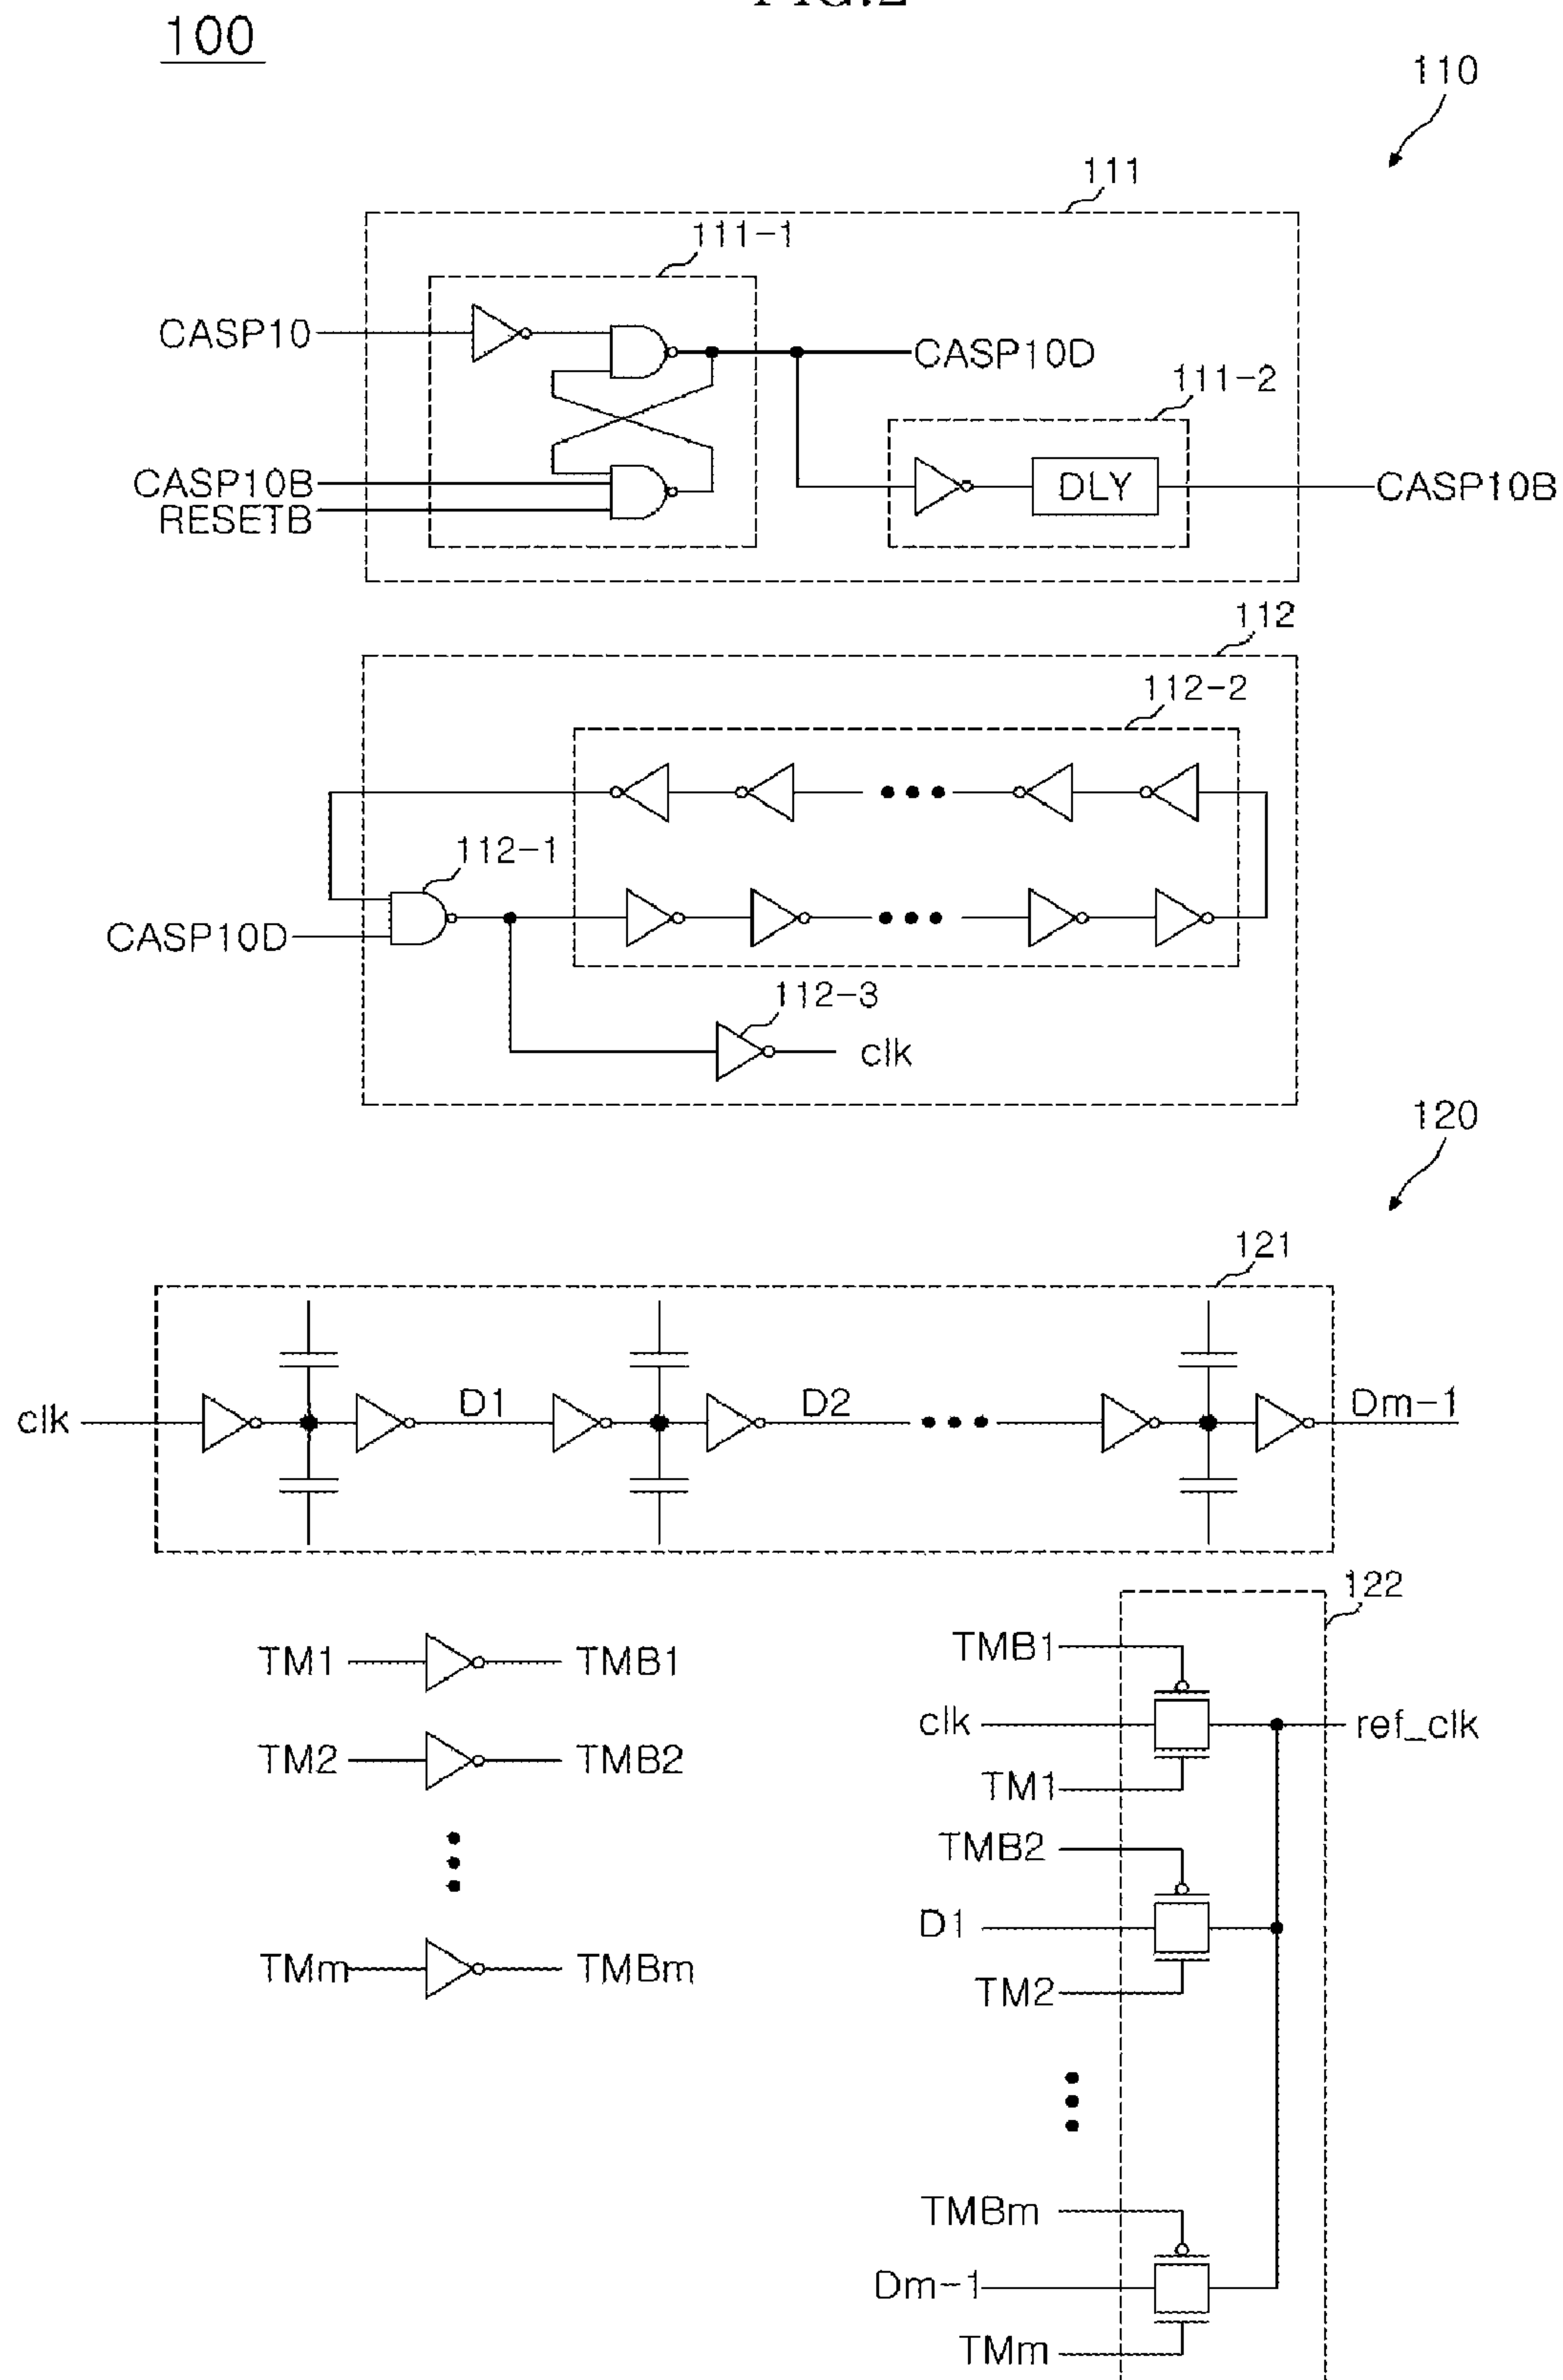 FIG.2
100
110
111
111-1
CASP10
CASP10D
111-2
CASP10B
RESETB
DLY
CASP10B
112
112-2
112-1
CASP10D
112-3
clk
120
121
clk
D1
D2
Dm-1
122
TM1
TMB1
TM2
TMB2
TMm
TMBm
TMB1
clk
ref_clk
TM1
TMB2
D1
TM2
TMBm
Dm-1
TMm